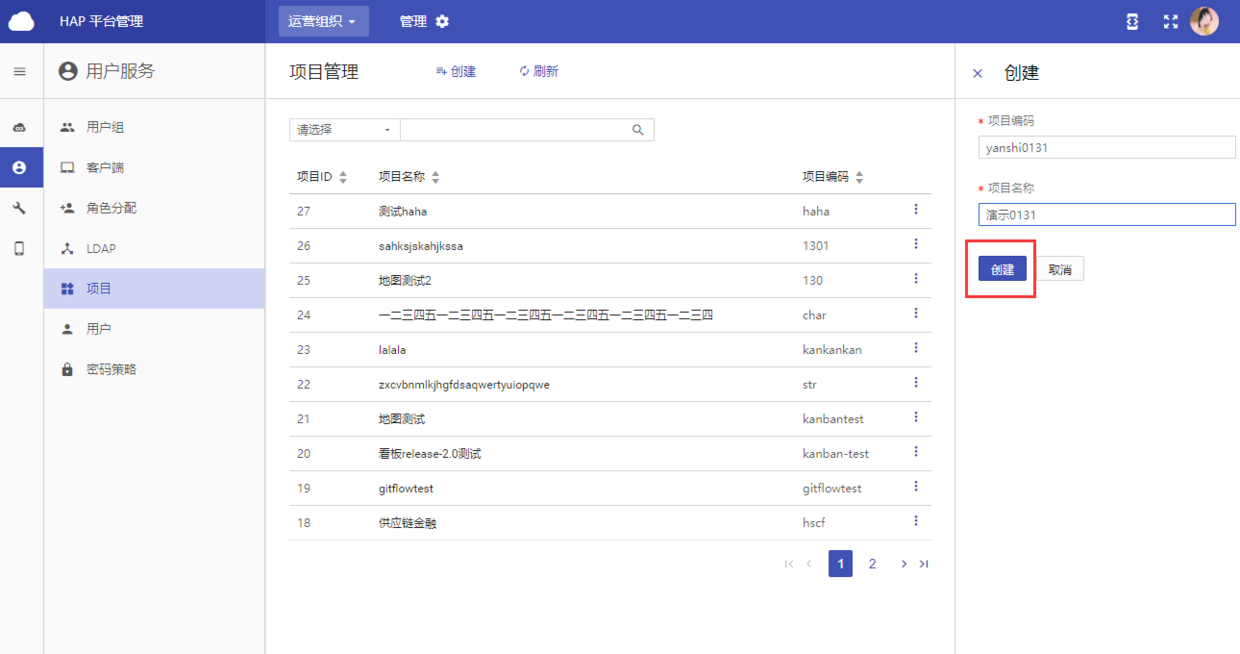 HAP 平台管理
运营组织
管理
用户服务
用户组
客户端
角色分配
LDAP
项目
用户
密码策略
项目管理
创建
刷新
请选择
项目ID 项目名称 项目编码
27 测试haha haha
26 sahksjskahjkssa 1301
25 地图测试2 130
24 一二三四五一二三四五一二三四五一二三四五一二三四五一二三四 char
23 lalala kankankan
22 zxcvbnmlkjhgfdsaqwertyuiopqwe str
21 地图测试 kanbantest
20 看板release-2.0测试 kanban-test
19 gitflowtest gitflowtest
18 供应链金融 hscf
1 2
创建
* 项目编码
yanshi0131
* 项目名称
演示0131
创建 取消